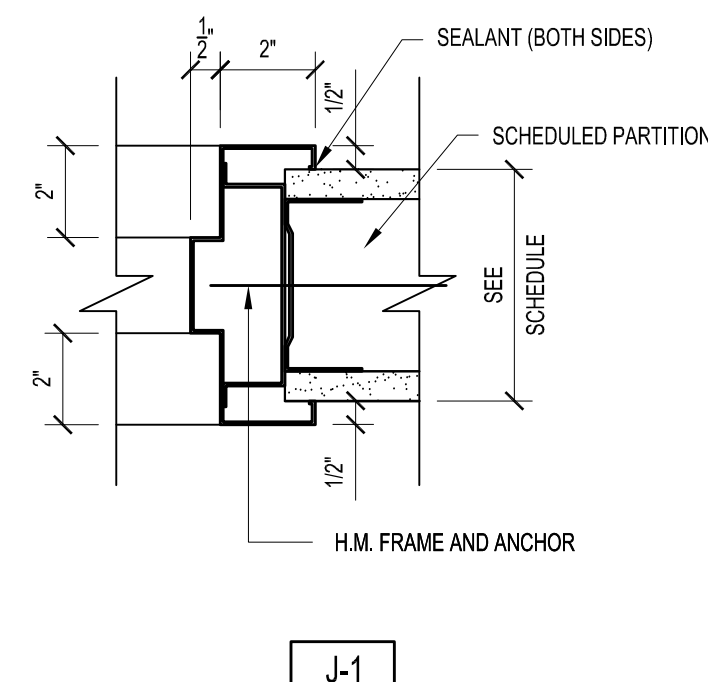 1/2"
2"
SEALANT (BOTH SIDES)
1/2"
SCHEDULED PARTITION
2"
SEE
SCHEDULE
2"
1/2"
H.M. FRAME AND ANCHOR
J-1